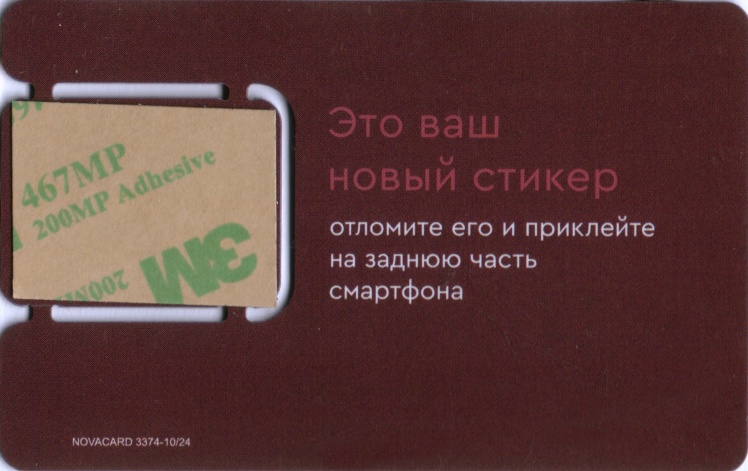 467MP
200MP Adhesive
3M
Это ваш
новый стикер
отломите его и приклейте
на заднюю часть
смартфона
NOVACARD 3374-10/24